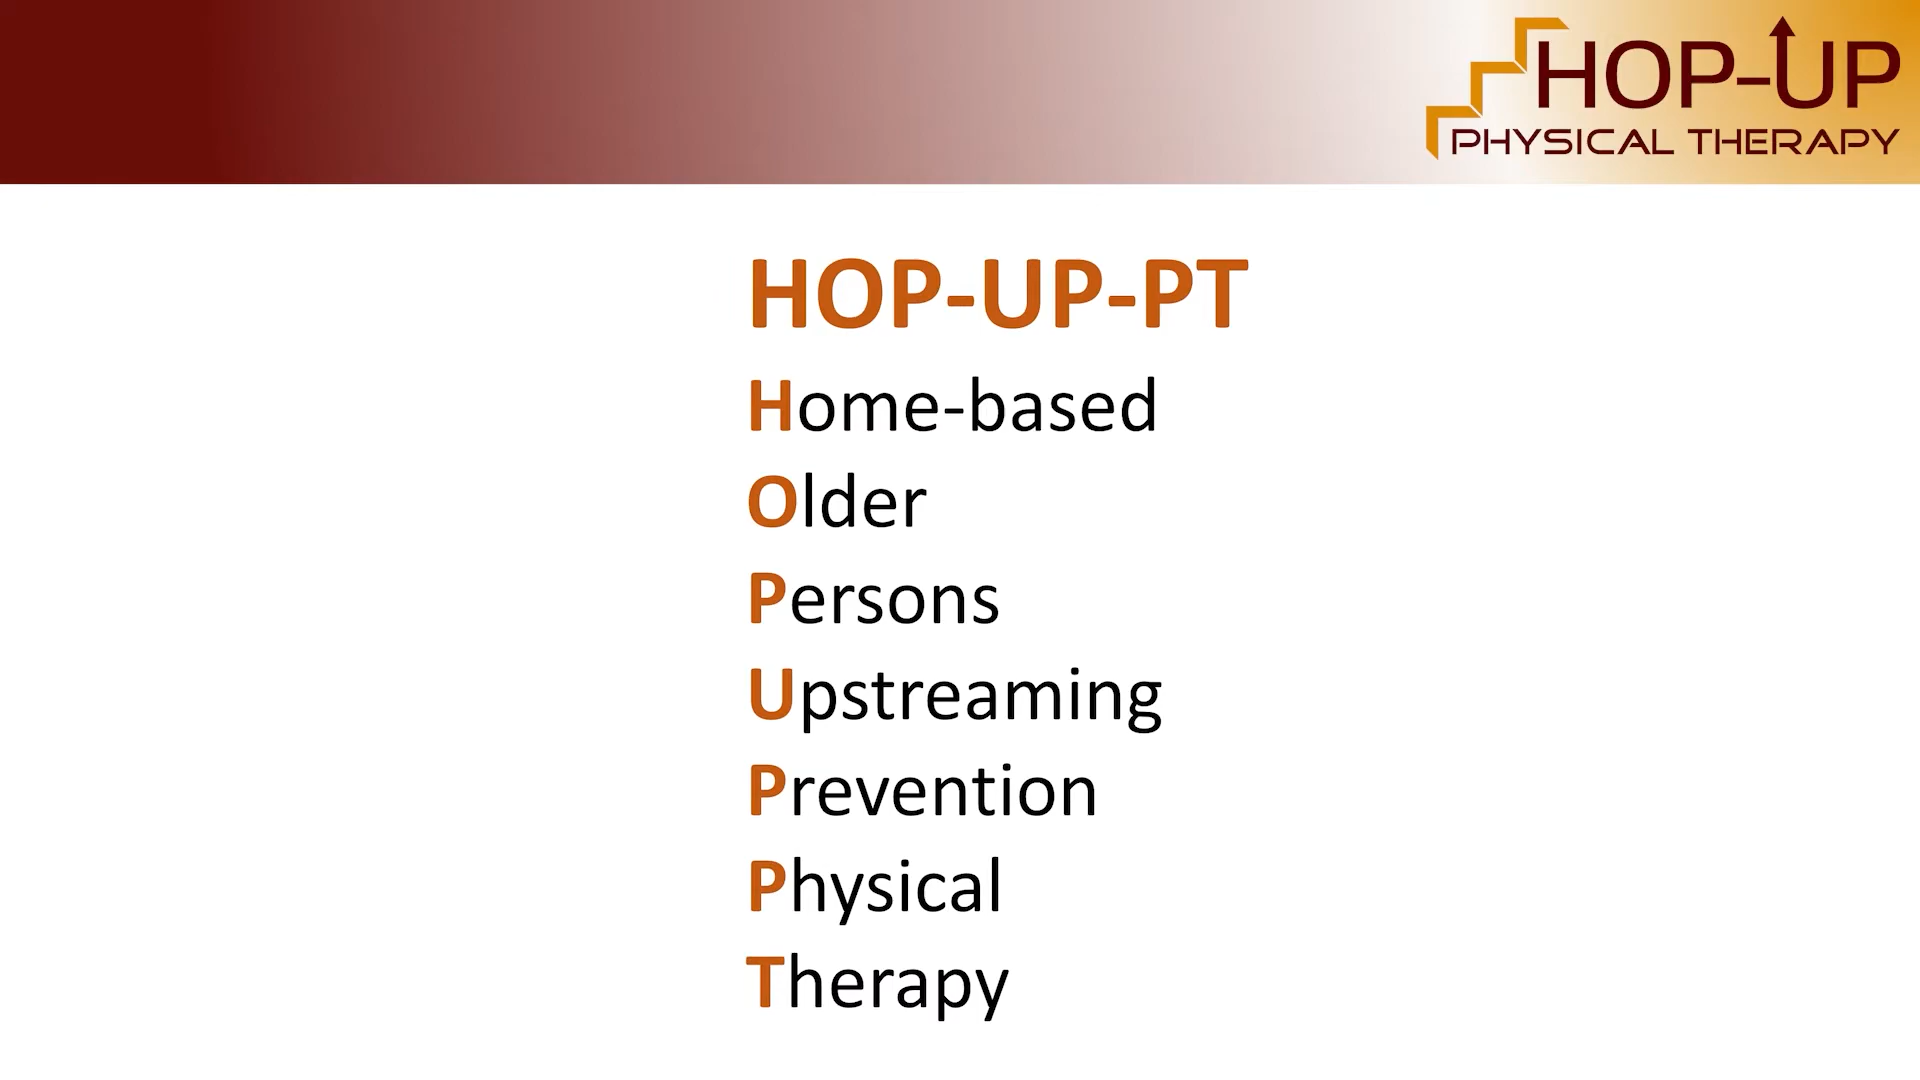 HOP-UP
PHYSICAL THERAPY
HOP-UP-PT
Home-based
Older
Persons
Upstreaming
Prevention
Physical
Therapy